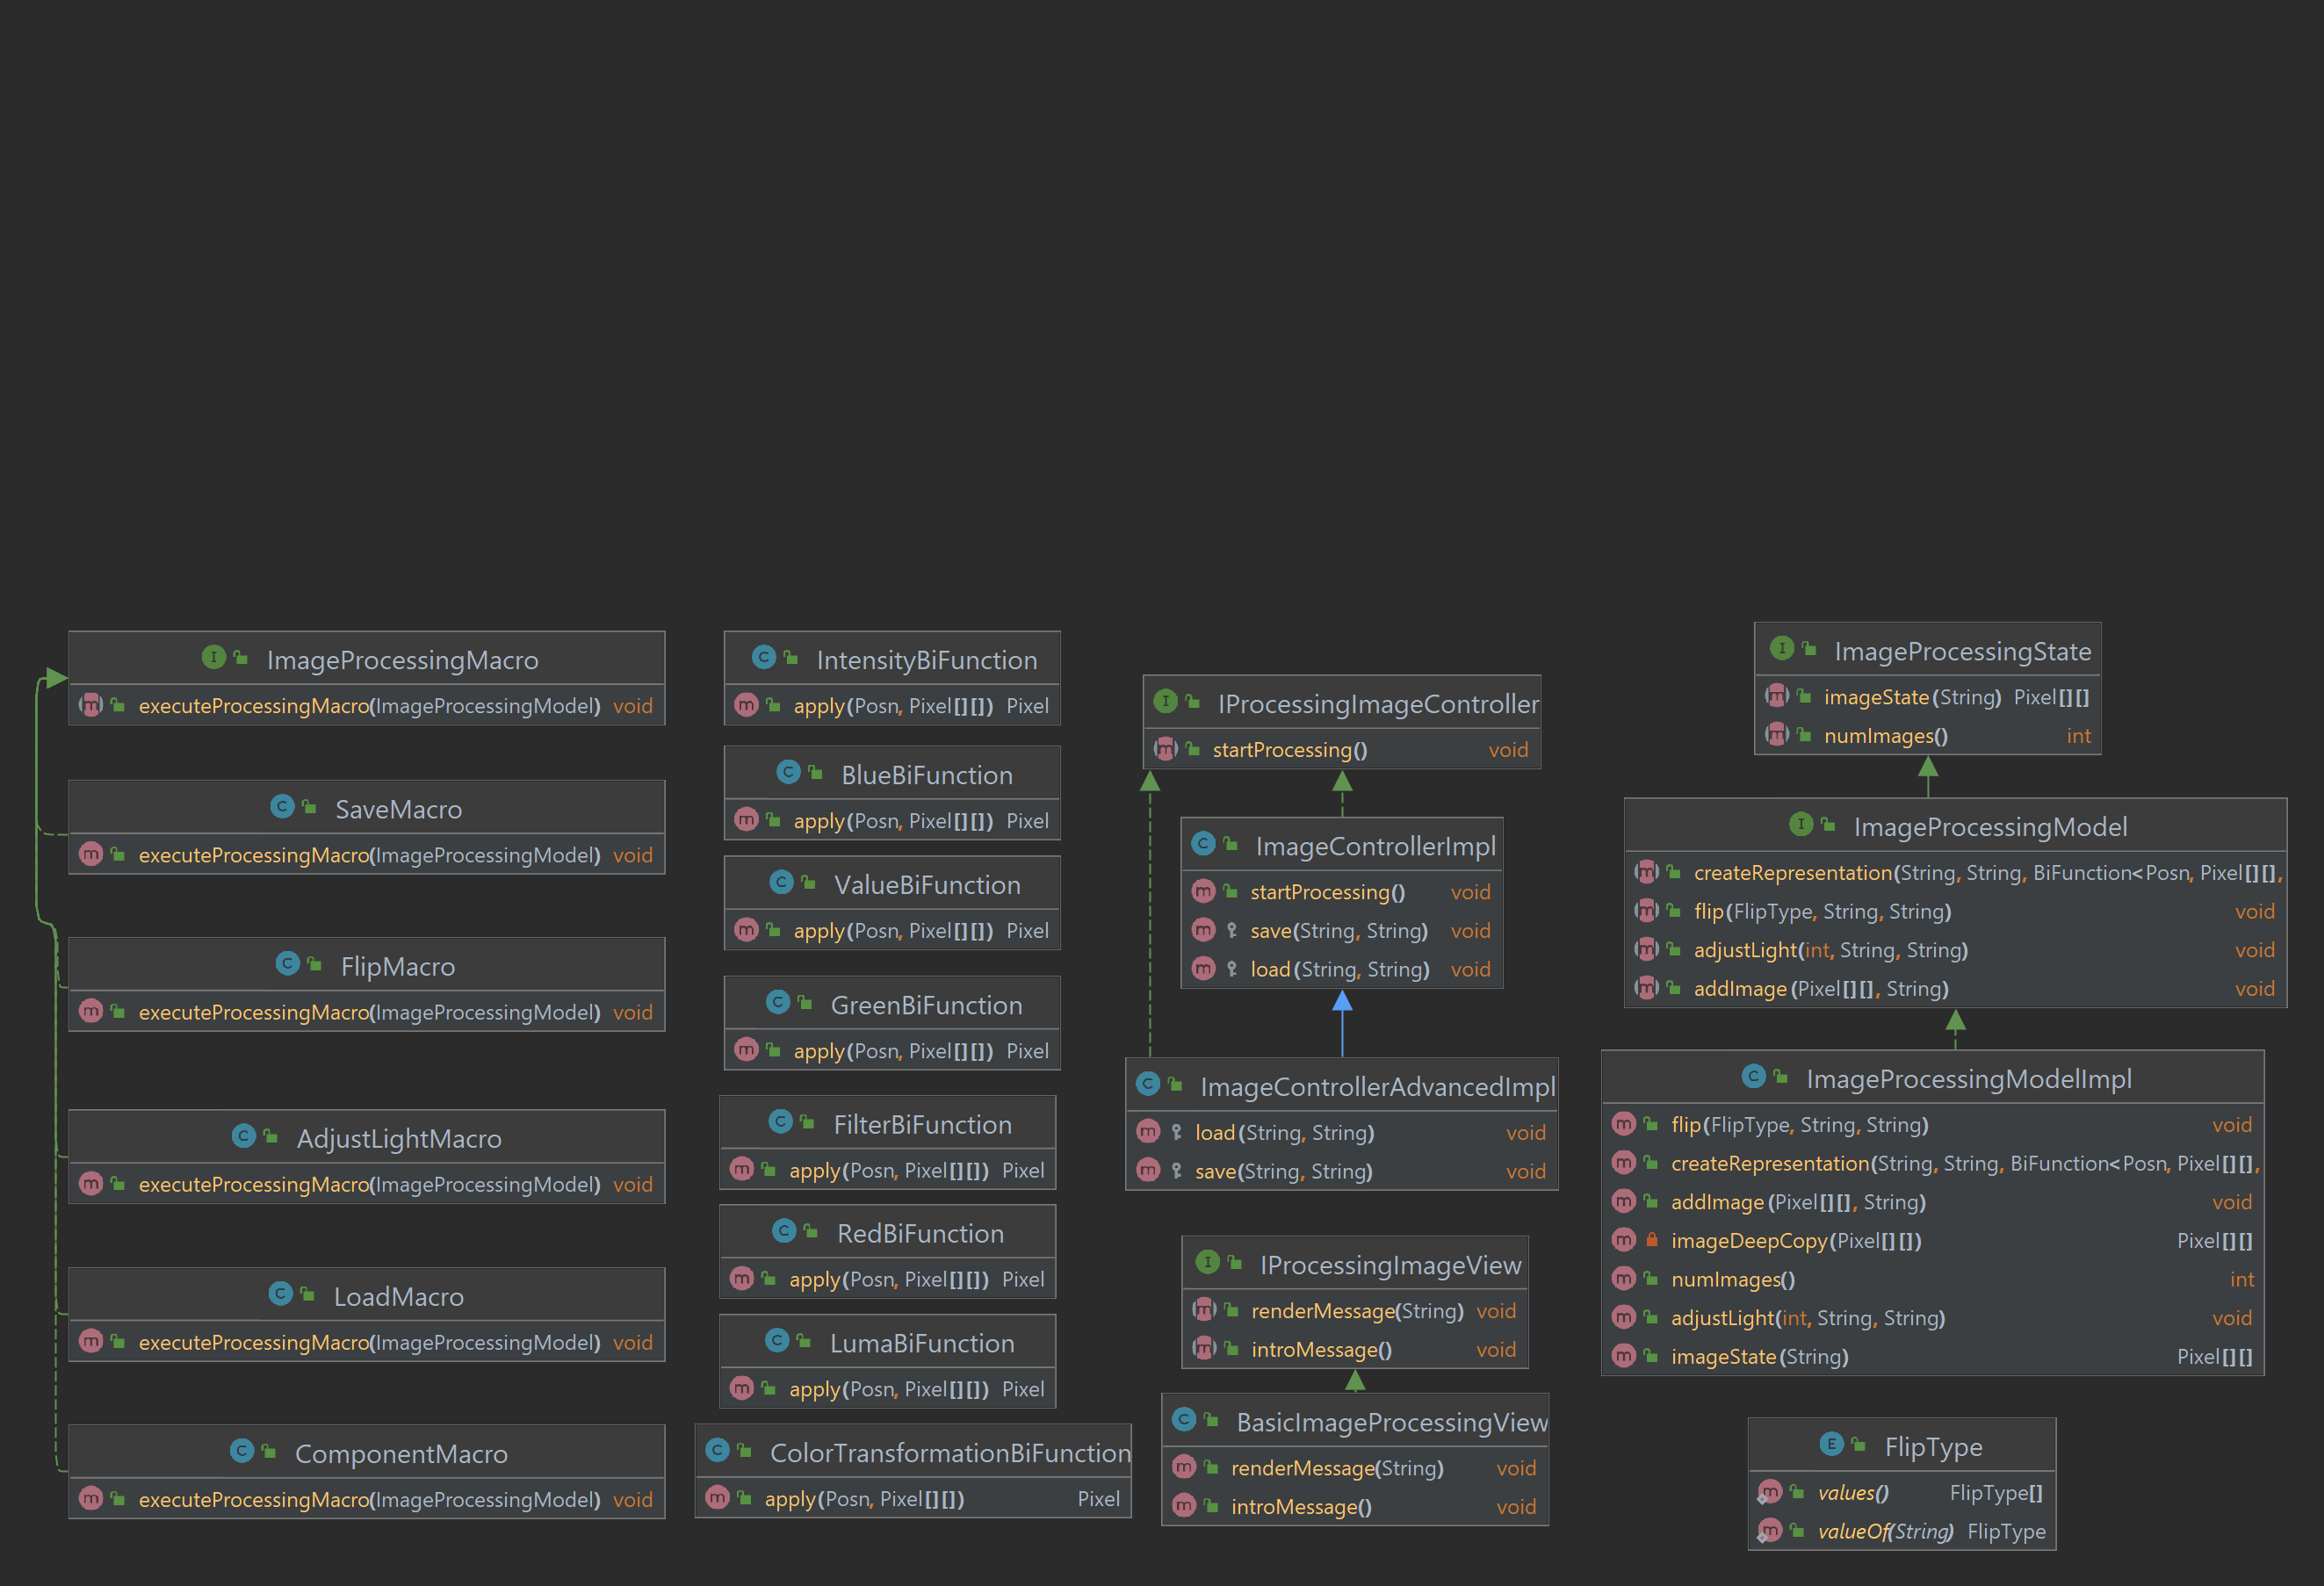 ImageProcessingMacro
executeProcessingMacro(ImageProcessingModel) void
SaveMacro
executeProcessingMacro(ImageProcessingModel) void
FlipMacro
executeProcessingMacro(ImageProcessingModel) void
AdjustLightMacro
executeProcessingMacro(ImageProcessingModel) void
LoadMacro
executeProcessingMacro(ImageProcessingModel) void
ComponentMacro
executeProcessingMacro(ImageProcessingModel) void
IntensityBiFunction
apply(Posn, Pixel[][]) Pixel
BlueBiFunction
apply(Posn, Pixel[][]) Pixel
ValueBiFunction
apply(Posn, Pixel[][]) Pixel
GreenBiFunction
apply(Posn, Pixel[][]) Pixel
FilterBiFunction
apply(Posn, Pixel[][]) Pixel
RedBiFunction
apply(Posn, Pixel[][]) Pixel
LumaBiFunction
apply(Posn, Pixel[][]) Pixel
ColorTransformationBiFunction
apply(Posn, Pixel[][]) Pixel
IProcessingImageController
startProcessing() void
ImageControllerImpl
startProcessing() void
save(String, String) void
load(String, String) void
ImageControllerAdvancedImpl
load(String, String) void
save(String, String) void
IProcessingImageView
renderMessage(String) void
introMessage() void
BasicImageProcessingView
renderMessage(String) void
introMessage() void
ImageProcessingState
imageState(String) Pixel[][]
numImages() int
ImageProcessingModel
createRepresentation(String, String, BiFunction<Posn, Pixel[][],
flip(FlipType, String, String) void
adjustLight(int, String, String) void
addImage(Pixel[][], String) void
ImageProcessingModelImpl
flip(FlipType, String, String) void
createRepresentation(String, String, BiFunction<Posn, Pixel[][],
addImage(Pixel[][], String) void
imageDeepCopy(Pixel[][]) Pixel[][]
numImages() int
adjustLight(int, String, String) void
imageState(String) Pixel[][]
FlipType
values() FlipType[]
valueOf(String) FlipType